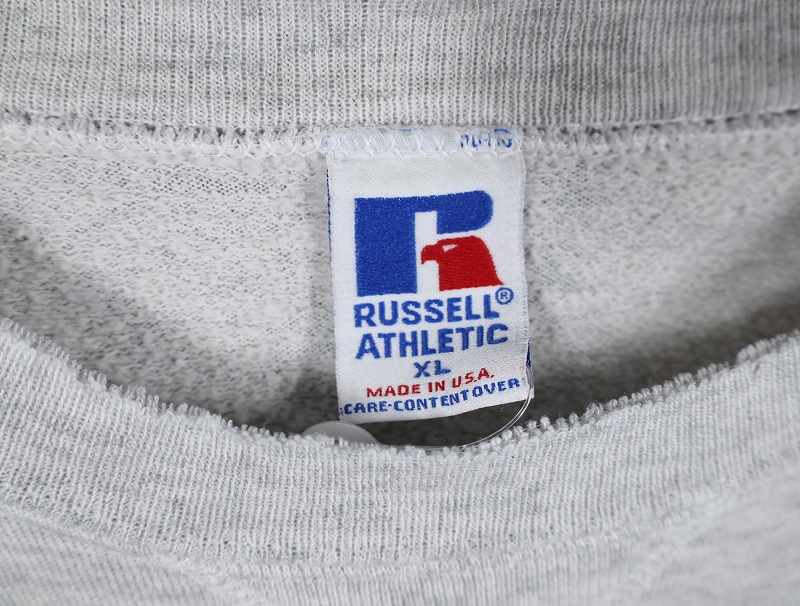 RUSSELL®
ATHLETIC
XL
MADE IN U.S.A.
CARE-CONTENT OVER